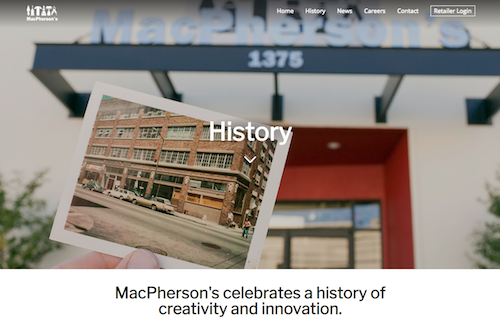 MacPherson's
Home
History
News
Careers
Contact
Retailer Login
MacPherson's
1375
History
MacPherson's celebrates a history of
creativity and innovation.